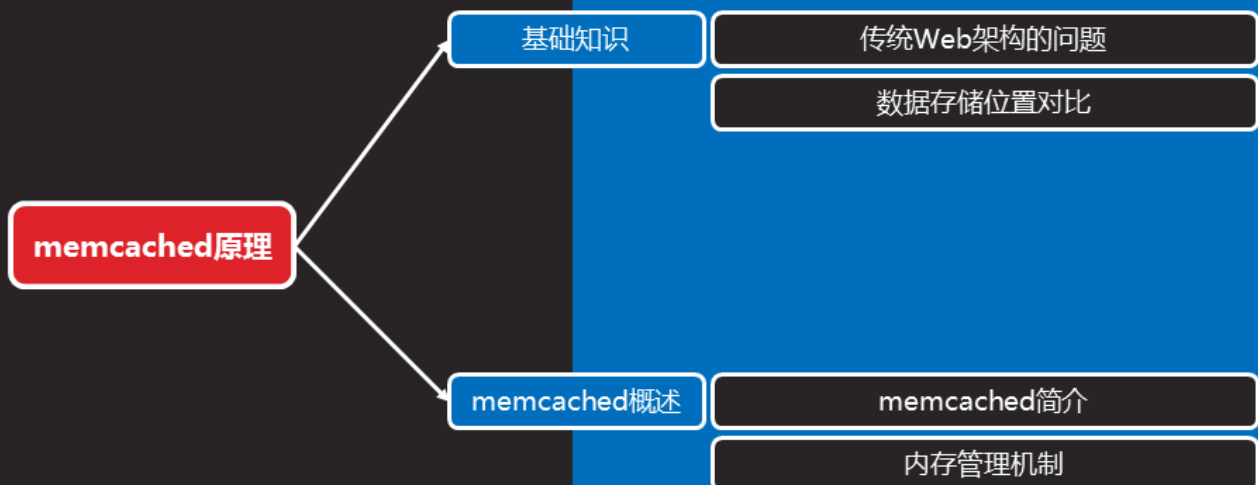 基础知识
传统Web架构的问题
数据存储位置对比
memcached原理
memcached概述
memcached简介
内存管理机制